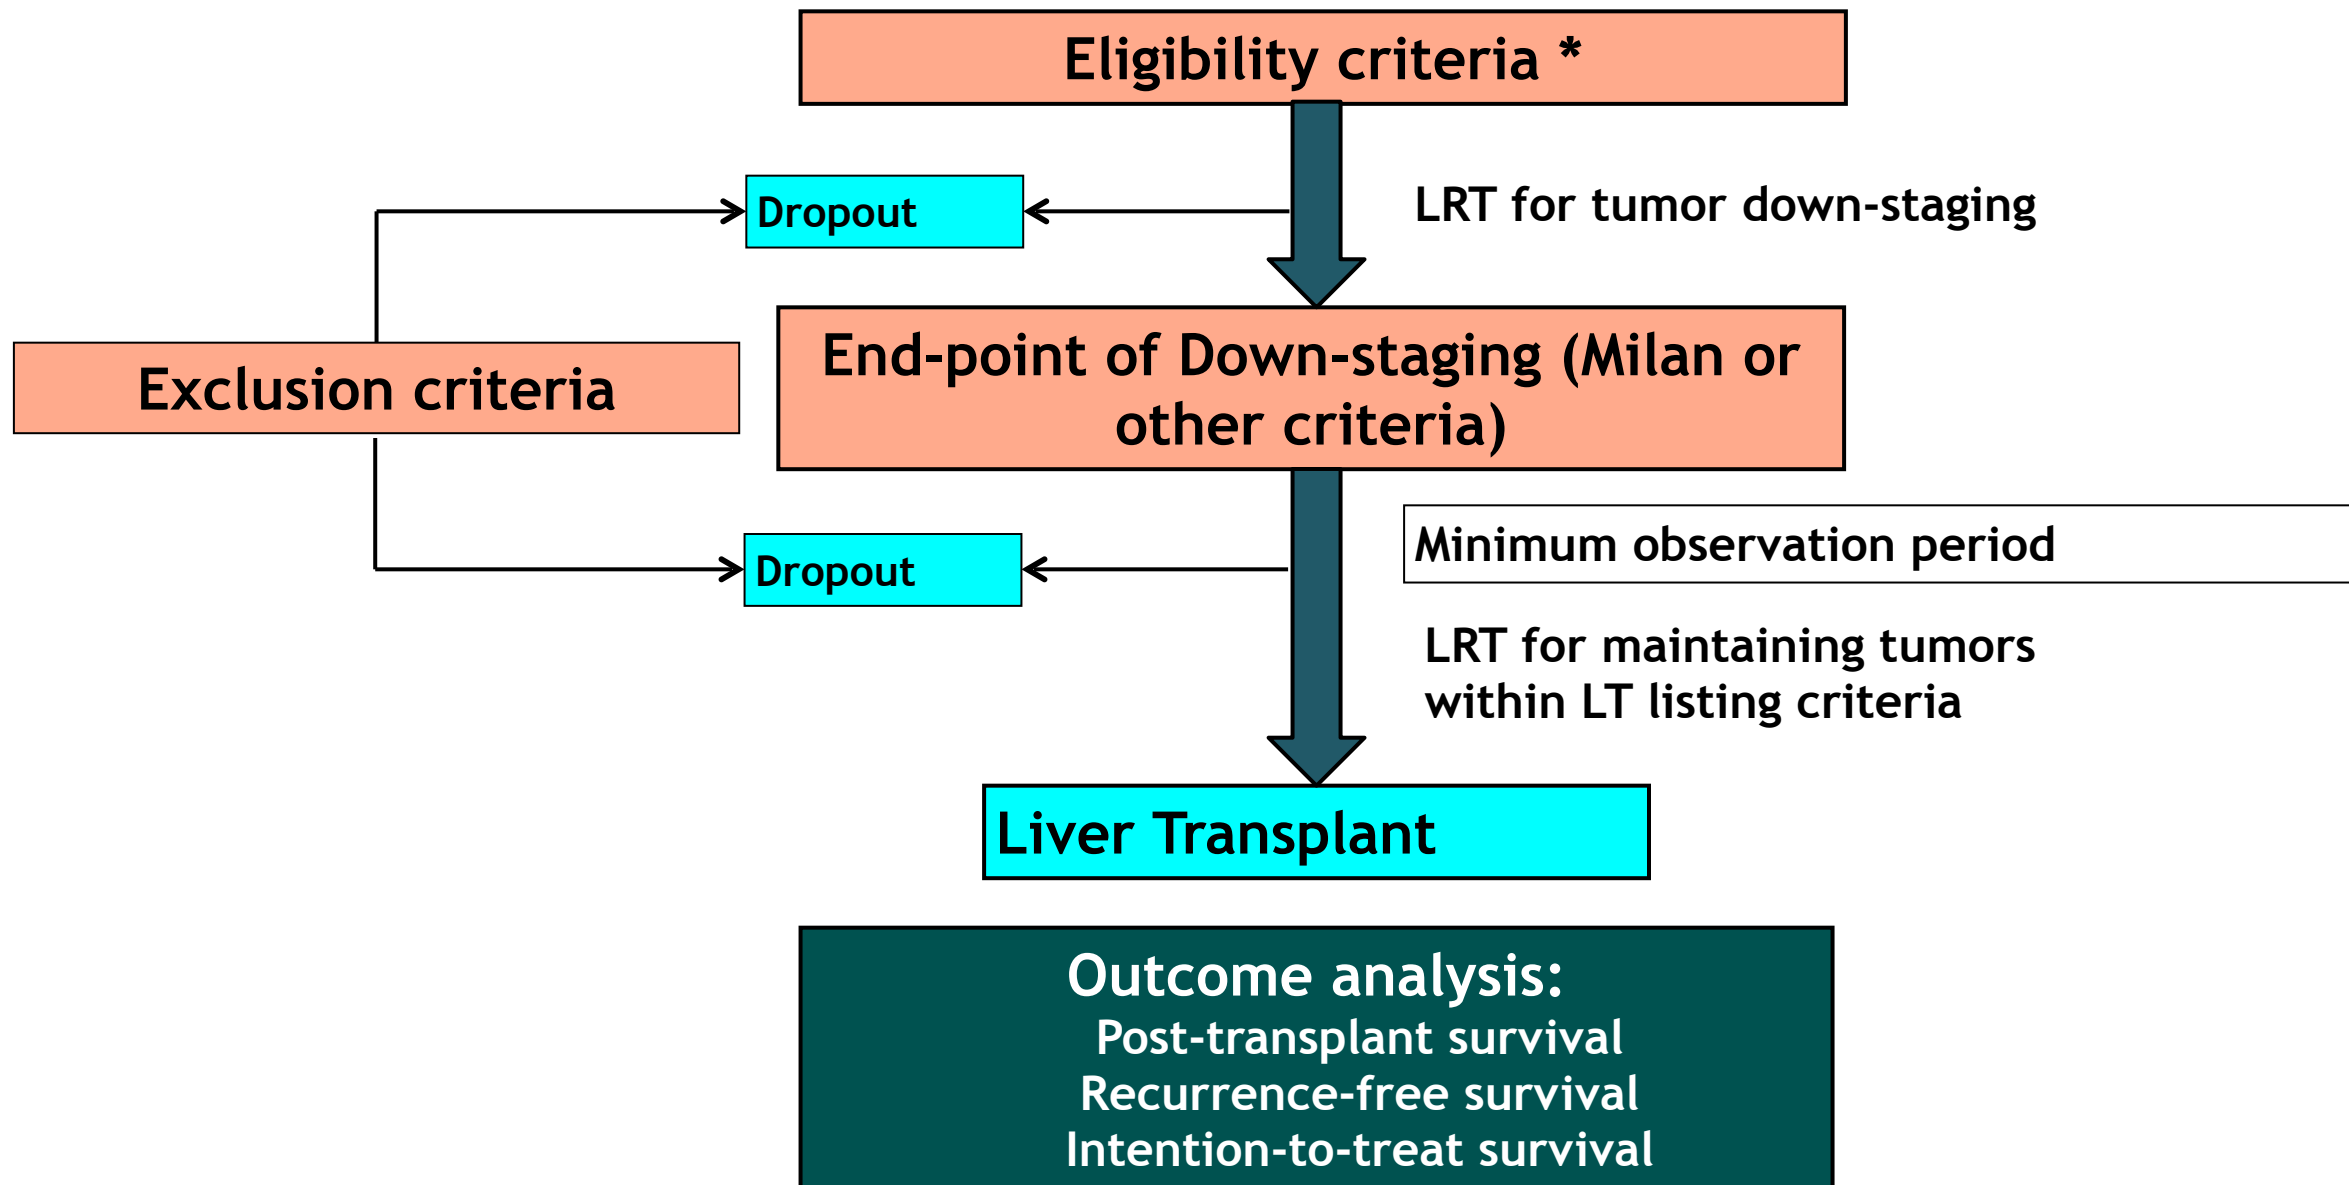 Eligibility criteria *
Dropout
LRT for tumor down-staging
Exclusion criteria
End-point of Down-staging (Milan or
other criteria)
Dropout
Minimum observation period
LRT for maintaining tumors
within LT listing criteria
Liver Transplant
Outcome analysis:
Post-transplant survival
Recurrence-free survival
Intention-to-treat survival